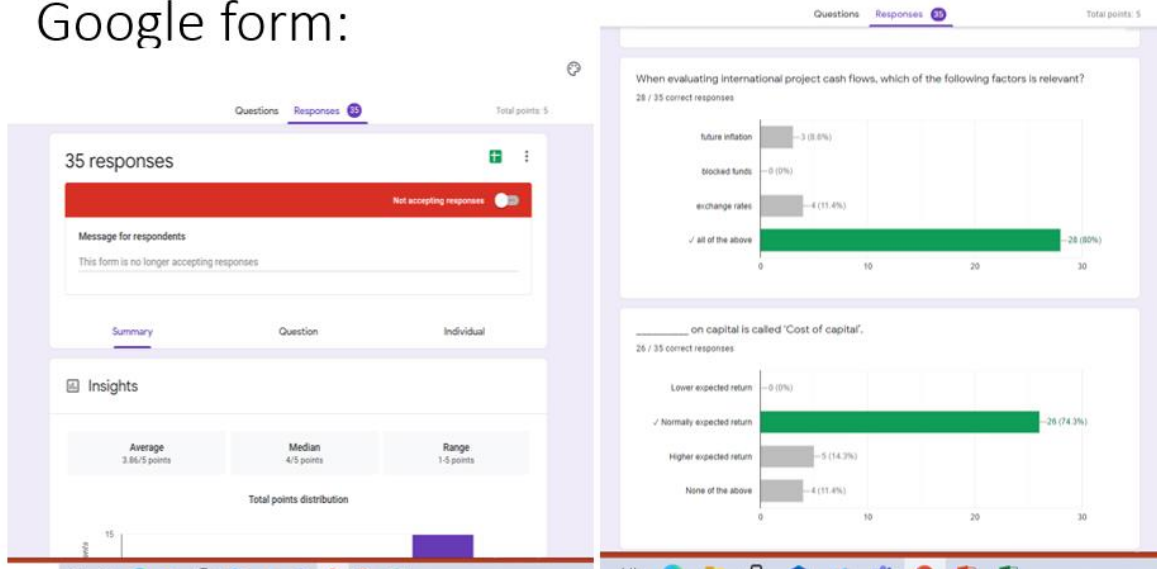 Google form:
Questions Responses 35 Total points: 5
35 responses
Not accepting responses
Message for respondents
This form is no longer accepting responses
Summary Question Individual
Insights
Average Median Range
3.86/5 points 4/5 points 1-5 points
Total points distribution
15
Questions Responses 35 Total points: 5
When evaluating international project cash flows, which of the following factors is relevant?
28 / 35 correct responses
future inflation 3 (8.6%)
blocked funds 0 (0%)
exchange rates 4 (11.4%)
✓ all of the above 28 (80%)
0 10 20 30
__________ on capital is called 'Cost of capital'.
26 / 35 correct responses
Lower expected return 0 (0%)
✓ Normally expected return 26 (74.3%)
Higher expected return 5 (14.3%)
None of the above 4 (11.4%)
0 10 20 30